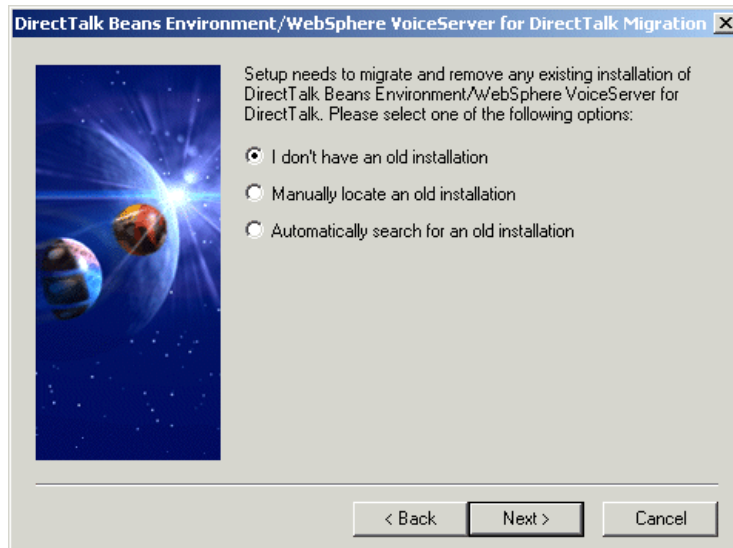 DirectTalk Beans Environment/WebSphere VoiceServer for DirectTalk Migration
Setup needs to migrate and remove any existing installation of
DirectTalk Beans Environment/WebSphere VoiceServer for
DirectTalk. Please select one of the following options:
I don't have an old installation
Manually locate an old installation
Automatically search for an old installation
< Back
Next >
Cancel